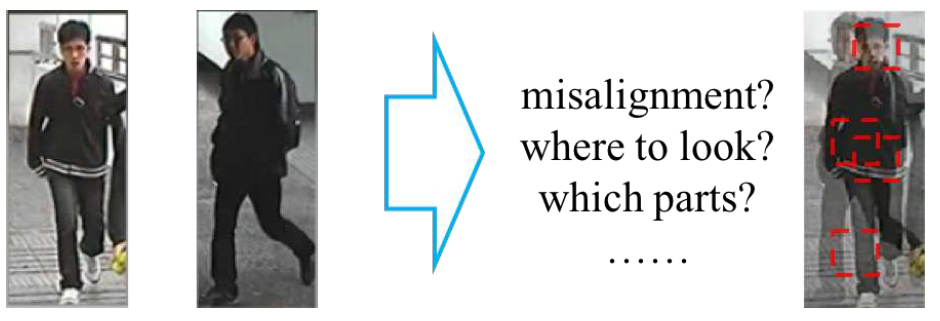 misalignment?
where to look?
which parts?
......